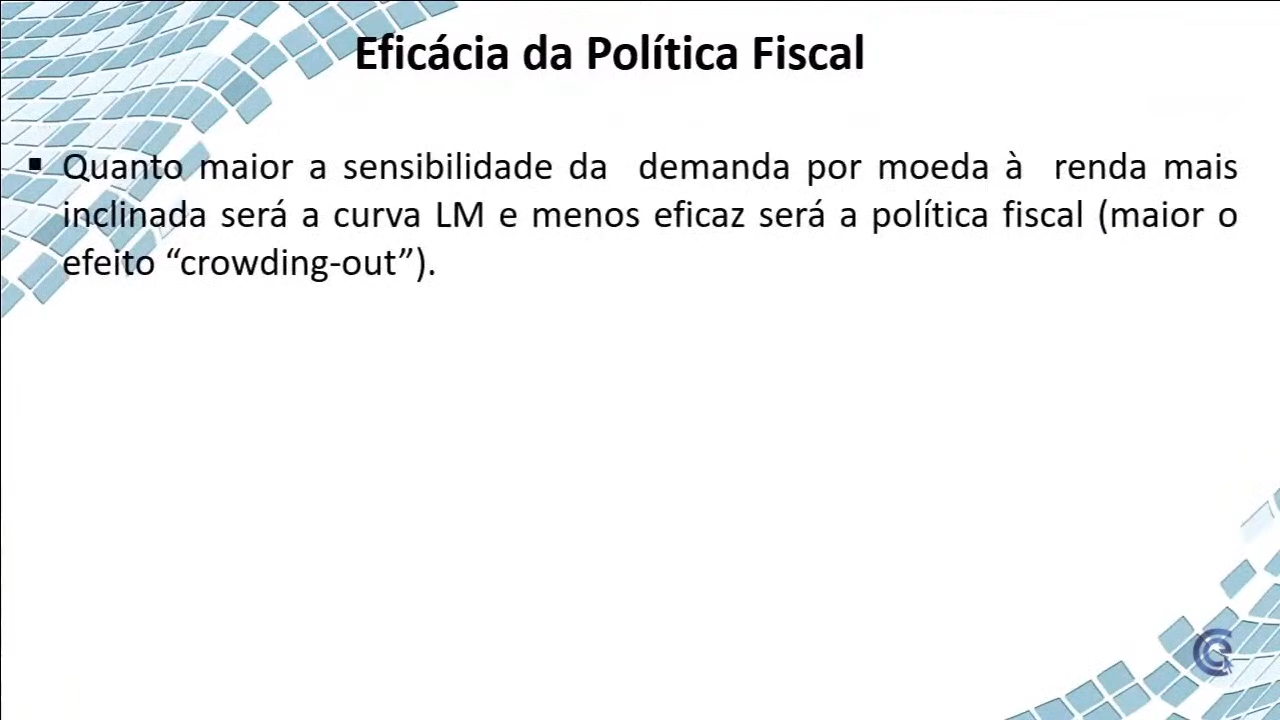 Eficácia da Política Fiscal
▪ Quanto maior a sensibilidade da demanda por moeda à renda mais
inclinada será a curva LM e menos eficaz será a política fiscal (maior o
efeito “crowding-out”).